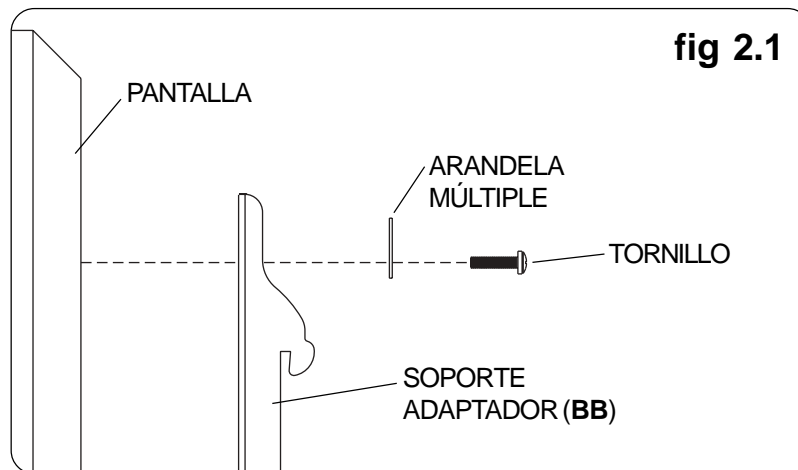 fig 2.1
PANTALLA
ARANDELA
MÚLTIPLE
TORNILLO
SOPORTE
ADAPTADOR (BB)